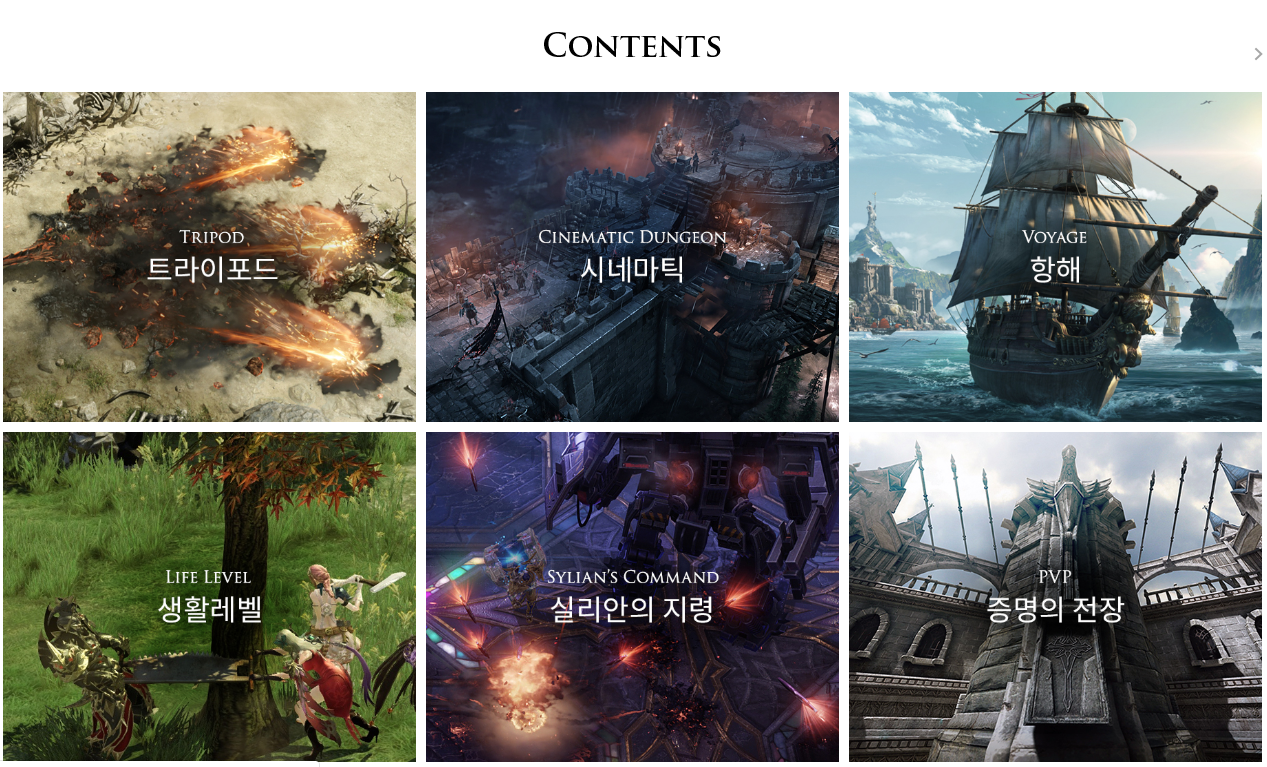 CONTENTS
TRIPOD
트라이포드
CINEMATIC DUNGEON
시네마틱
VOYAGE
항해
LIFE LEVEL
생활레벨
SYLIAN'S COMMAND
실리안의 지령
PVP
증명의 전장